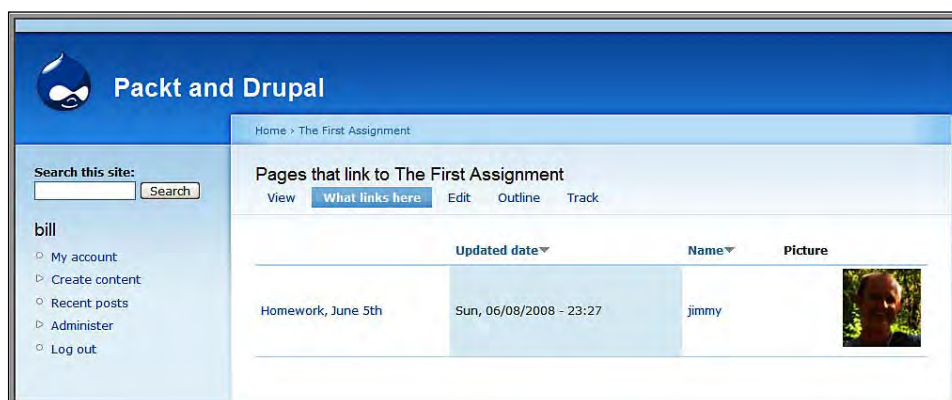 Packt and Drupal
Home › The First Assignment
Search this site:
Search
bill
My account
Create content
Recent posts
Administer
Log out
Pages that link to The First Assignment
View What links here Edit Outline Track
Updated date Name Picture
Homework, June 5th Sun, 06/08/2008 - 23:27 jimmy